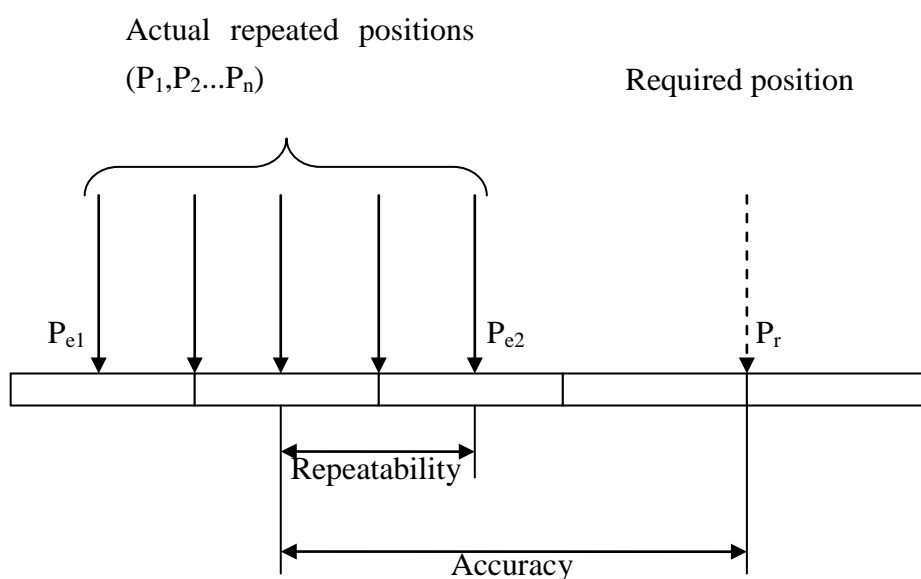 Actual repeated positions
(P₁,P₂...Pₙ)
Required position
Pₑ₁
Pₑ₂
Pᵣ
Repeatability
Accuracy